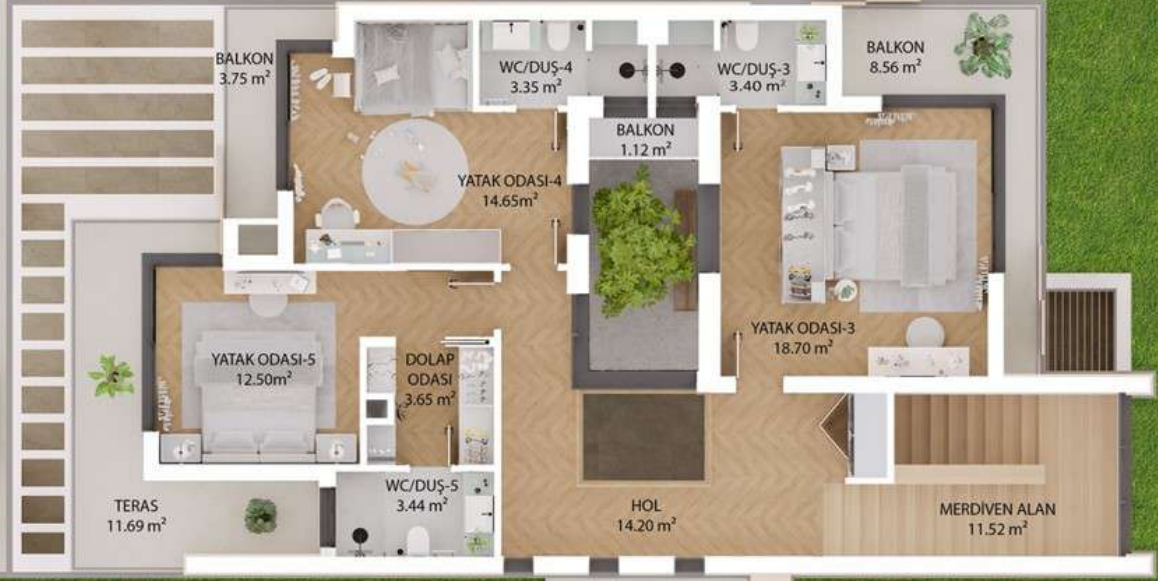 BALKON
3.75 m²
WC/DUŞ-4
3.35 m²
WC/DUŞ-3
3.40 m²
BALKON
8.56 m²
BALKON
1.12 m²
YATAK ODASI-4
14.65m²
YATAK ODASI-3
18.70 m²
YATAK ODASI-5
12.50m²
DOLAP
ODASI
3.65 m²
WC/DUŞ-5
3.44 m²
TERAS
11.69 m²
HOL
14.20 m²
MERDİVEN ALAN
11.52 m²